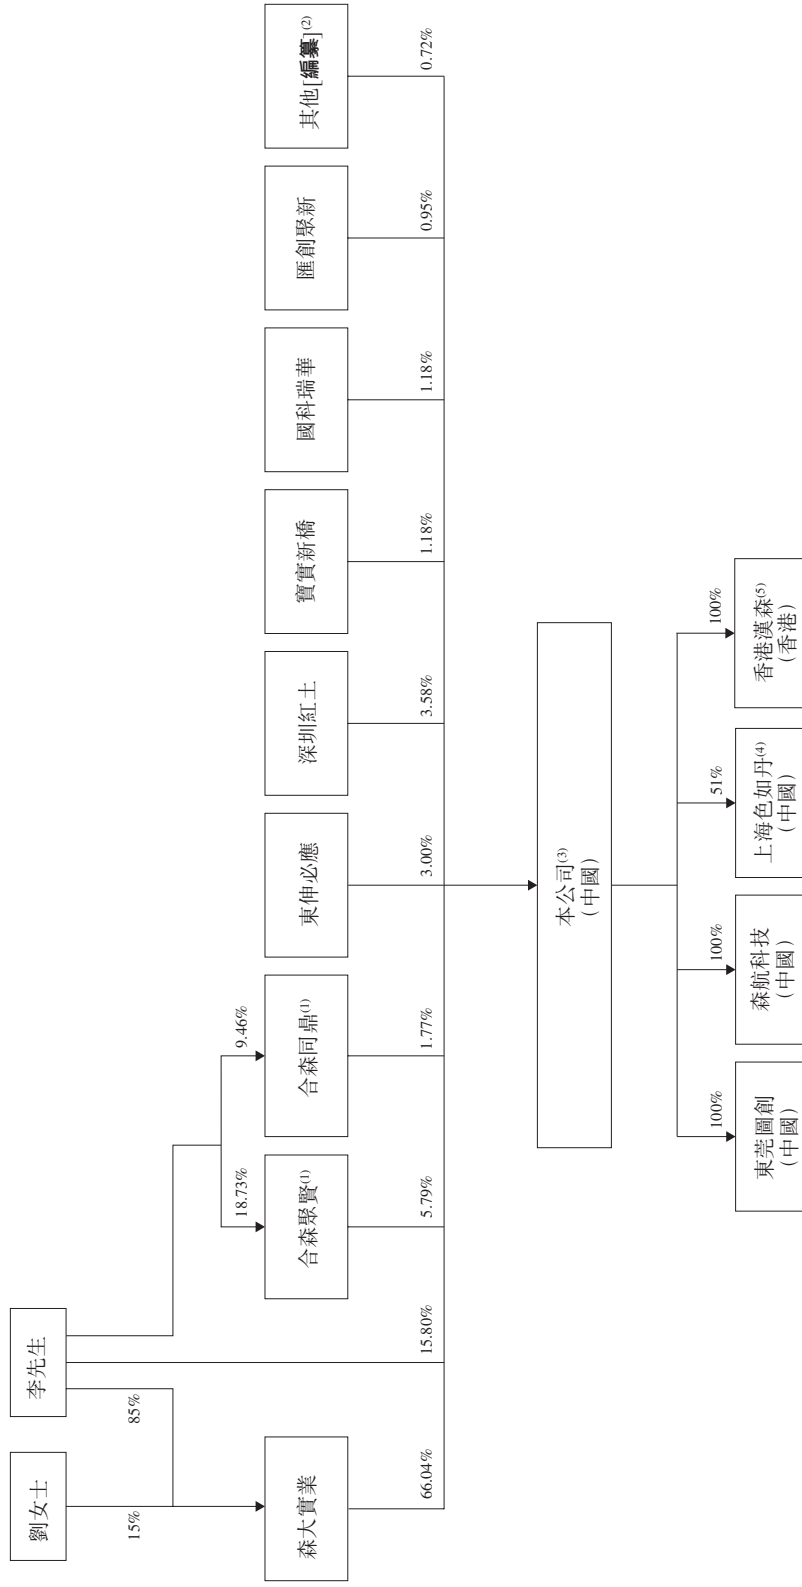 劉女士
李先生
15%
85%
18.73%
9.46%
森大實業
合森聚賢(1)
合森同鼎(1)
東伸必應
深圳紅土
寶實新橋
國科瑞華
匯創聚新
其他[編纂](2)
66.04%
15.80%
5.79%
1.77%
3.00%
3.58%
1.18%
1.18%
0.95%
0.72%
本公司(3)
(中國)
100%
100%
51%
100%
東莞圖創
(中國)
森航科技
(中國)
上海色如丹(4)
(中國)
香港漢森(5)
(香港)